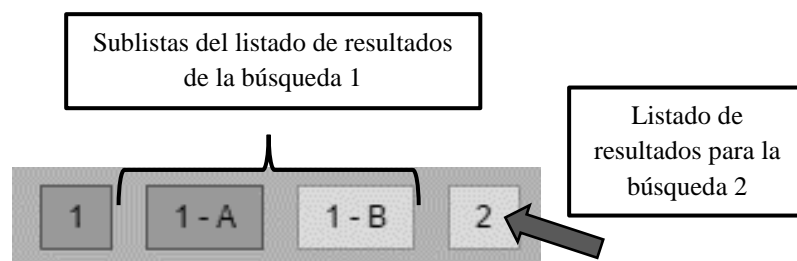 Sublistas del listado de resultados
de la búsqueda 1
Listado de
resultados para la
búsqueda 2
1 1 - A 1 - B 2